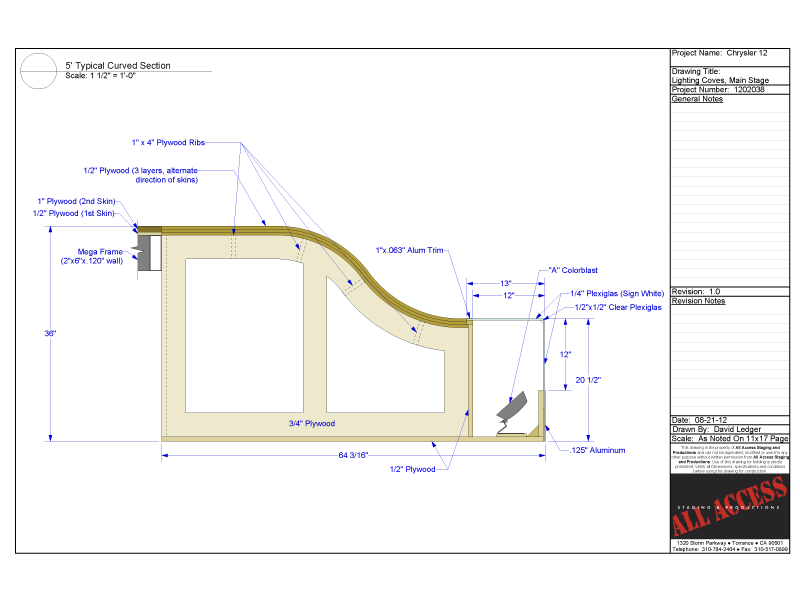 5' Typical Curved Section
Scale: 1 1/2" = 1'-0"
1" x 4" Plywood Ribs
1/2" Plywood (3 layers, alternate
direction of skins)
1" Plywood (2nd Skin)
1/2" Plywood (1st Skin)
Mega Frame
(2"x6"x.120" wall)
36"
1"x.063" Alum Trim
"A" Colorblast
13"
12"
1/4" Plexiglas (Sign White)
1/2"x1/2" Clear Plexiglas
12"
20 1/2"
3/4" Plywood
.125" Aluminum
64 3/16"
1/2" Plywood
Project Name: Chrysler 12
Drawing Title:
Lighting Coves, Main Stage
Project Number: 1202038
General Notes
Revision: 1.0
Revision Notes
Date: 08-21-12
Drawn By: David Ledger
Scale: As Noted On 11x17 Page
This drawing is the property of All Access Staging and
Productions and can not be duplicated, modified or used for any
other purpose without written permission from All Access Staging
and Productions. Use of this drawing for bidding is strictly
prohibited. Verify all Dimensions, specifications and conditions
before using this drawing for construction.
ALL ACCESS
STAGING & PRODUCTIONS
1320 Storm Parkway ● Torrance ● CA 90501
Telephone: 310-784-2464 ● Fax: 310-517-0899